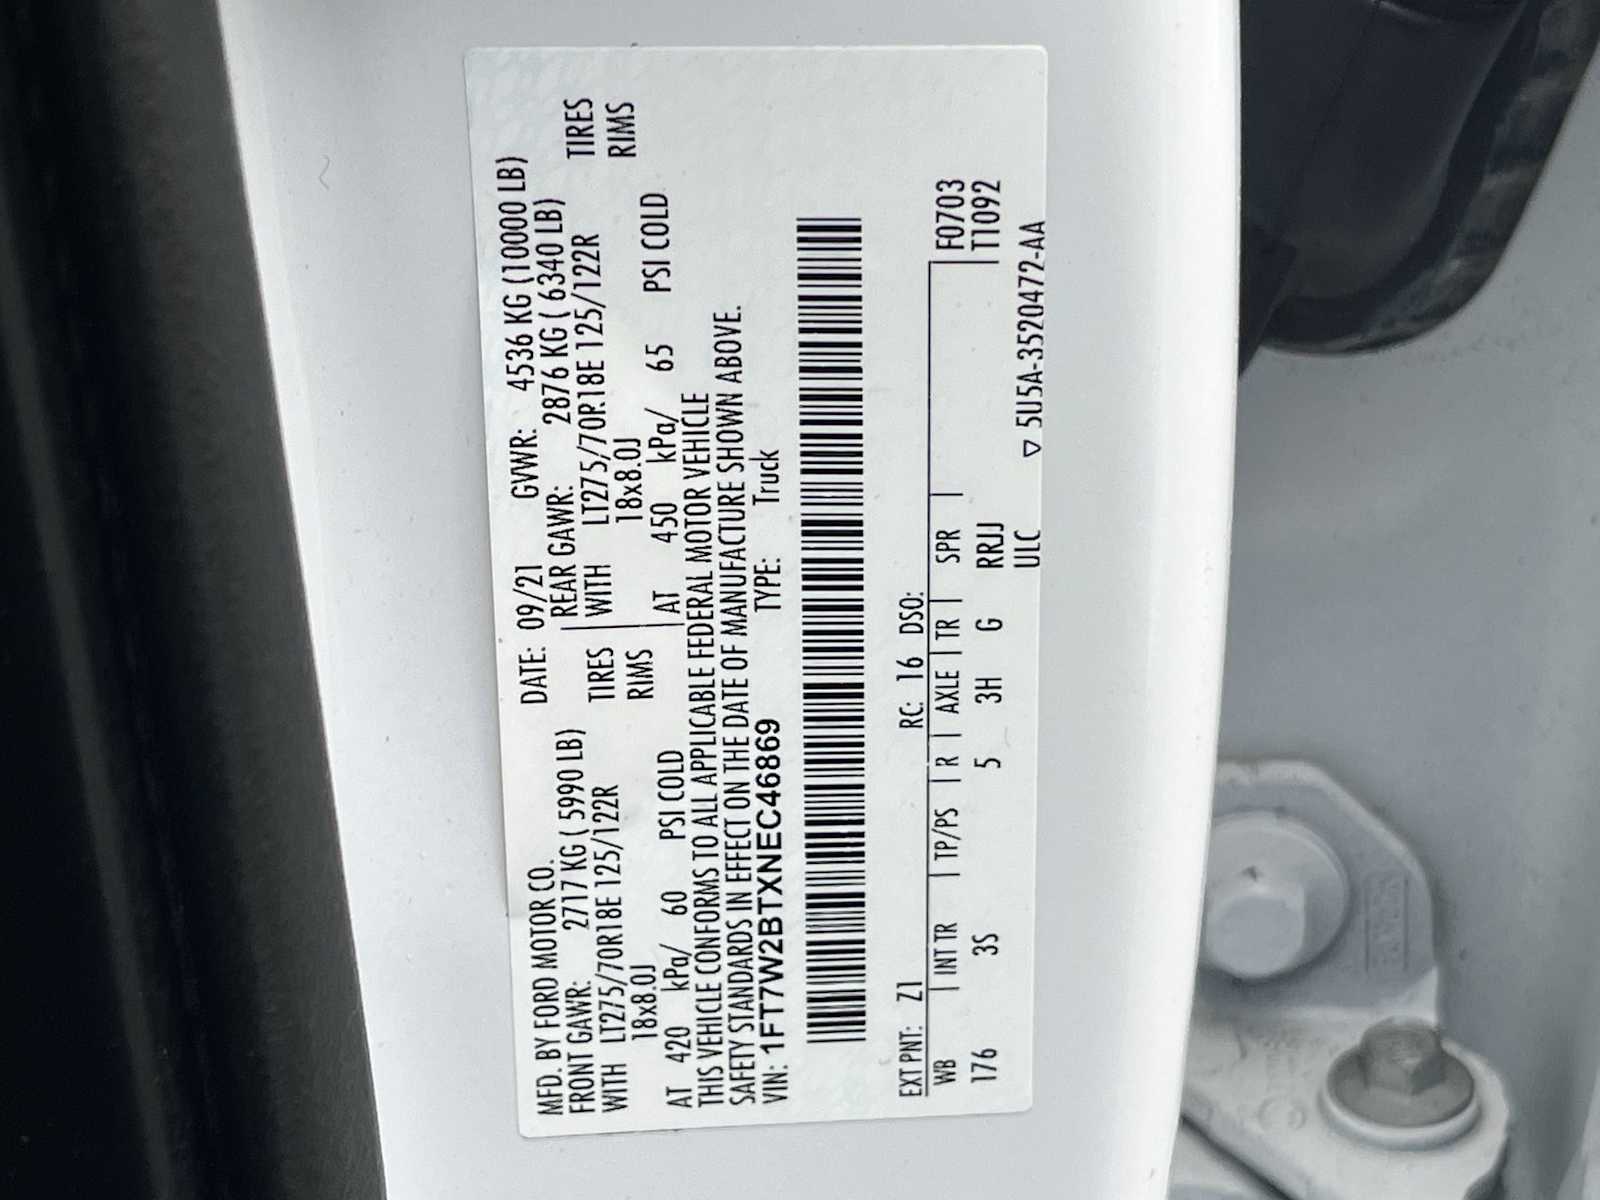 MFD. BY FORD MOTOR CO. DATE: 09/21 GVWR: 4536 KG (10000 LB)
FRONT GAWR: 2717 KG ( 5990 LB) REAR GAWR: 2876 KG ( 6340 LB)
WITH LT275/70R18E 125/122R TIRES WITH LT275/70R18E 125/122R TIRES
18x8.0J RIMS 18x8.0J RIMS
AT 420 kPa/ 60 PSI COLD AT 450 kPa/ 65 PSI COLD
THIS VEHICLE CONFORMS TO ALL APPLICABLE FEDERAL MOTOR VEHICLE
SAFETY STANDARDS IN EFFECT ON THE DATE OF MANUFACTURE SHOWN ABOVE.
VIN: 1FT7W2BTXNEC46869 TYPE: Truck
EXT PNT: Z1 RC: 16 DSO:
WB INT TR TP/PS R AXLE TR SPR F0703
176 3S 5 3H G RRJJ T1092
ULC ▽ 5U5A-3520472-AA